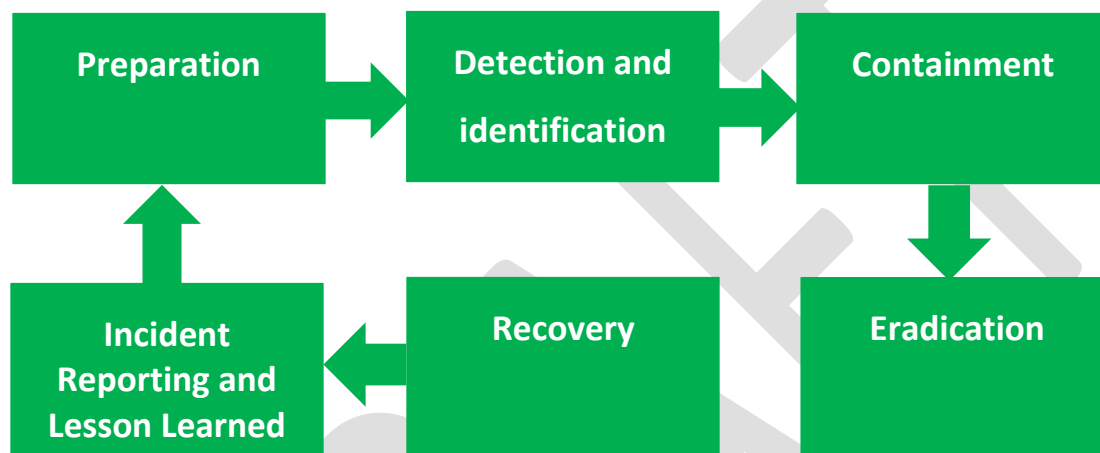 Preparation
Detection and
identification
Containment
Incident
Reporting and
Lesson Learned
Recovery
Eradication